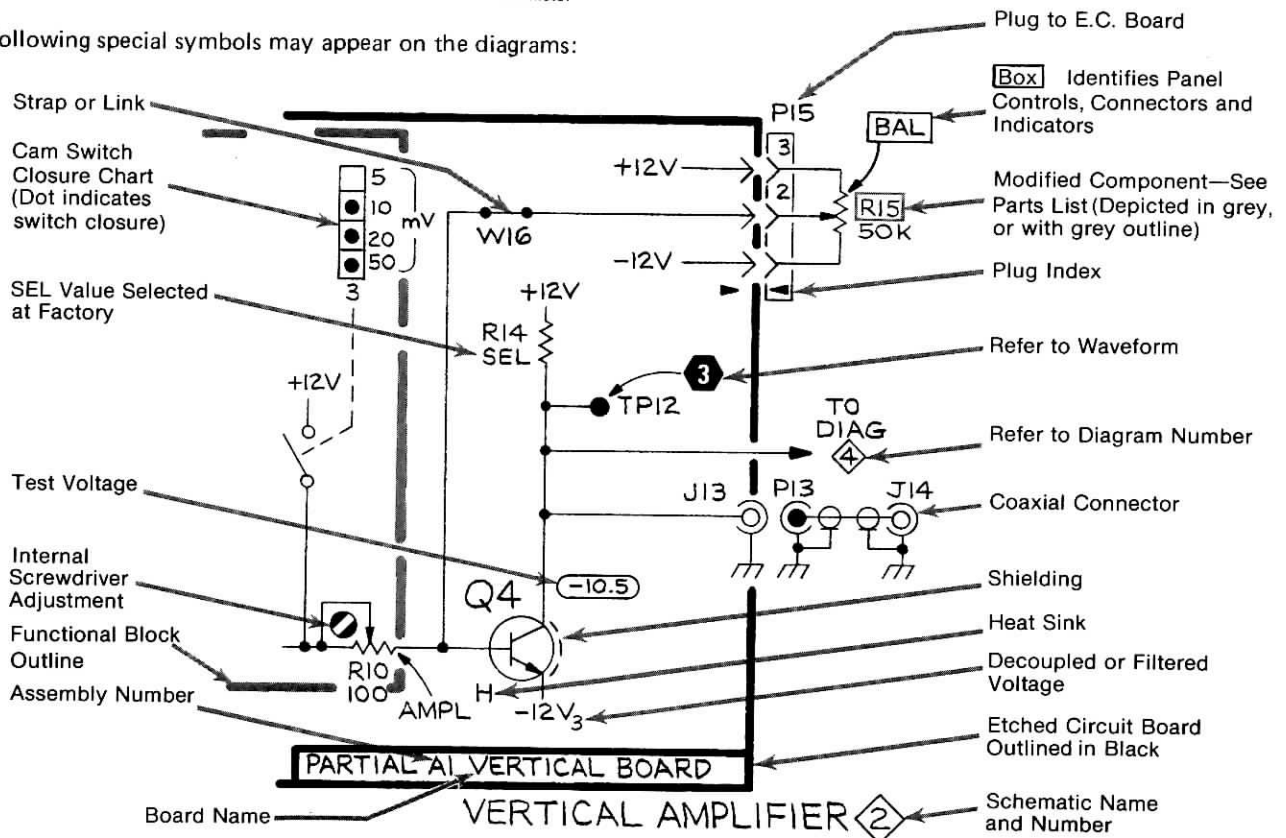 ollowing special symbols may appear on the diagrams:
Plug to E.C. Board
Strap or Link
Box Identifies Panel
Controls, Connectors and
Indicators
Cam Switch
Closure Chart
(Dot indicates
switch closure)
Modified Component—See
Parts List (Depicted in grey,
or with grey outline)
Plug Index
SEL Value Selected
at Factory
Refer to Waveform
Refer to Diagram Number
Test Voltage
Coaxial Connector
Internal
Screwdriver
Adjustment
Shielding
Heat Sink
Functional Block
Outline
Decoupled or Filtered
Voltage
Assembly Number
Etched Circuit Board
Outlined in Black
Board Name
Schematic Name
and Number
5
10
20
50
mV
3
+12V
W16
+12V
-12V
P15
3
2
BAL
R15
50K
+12V
R14
SEL
3
TP12
TO
DIAG
4
J13
P13
J14
-10.5
Q4
R10
100
AMPL
H
-12V3
PARTIAL A1 VERTICAL BOARD
VERTICAL AMPLIFIER 2